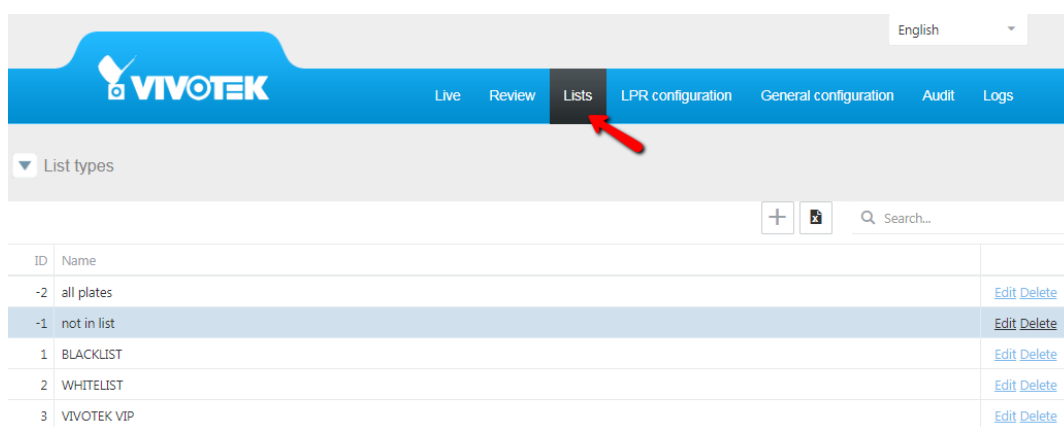 English
VIVOTEK
Live Review Lists LPR configuration General configuration Audit Logs
List types
Search...
ID Name
-2 all plates Edit Delete
-1 not in list Edit Delete
1 BLACKLIST Edit Delete
2 WHITELIST Edit Delete
3 VIVOTEK VIP Edit Delete